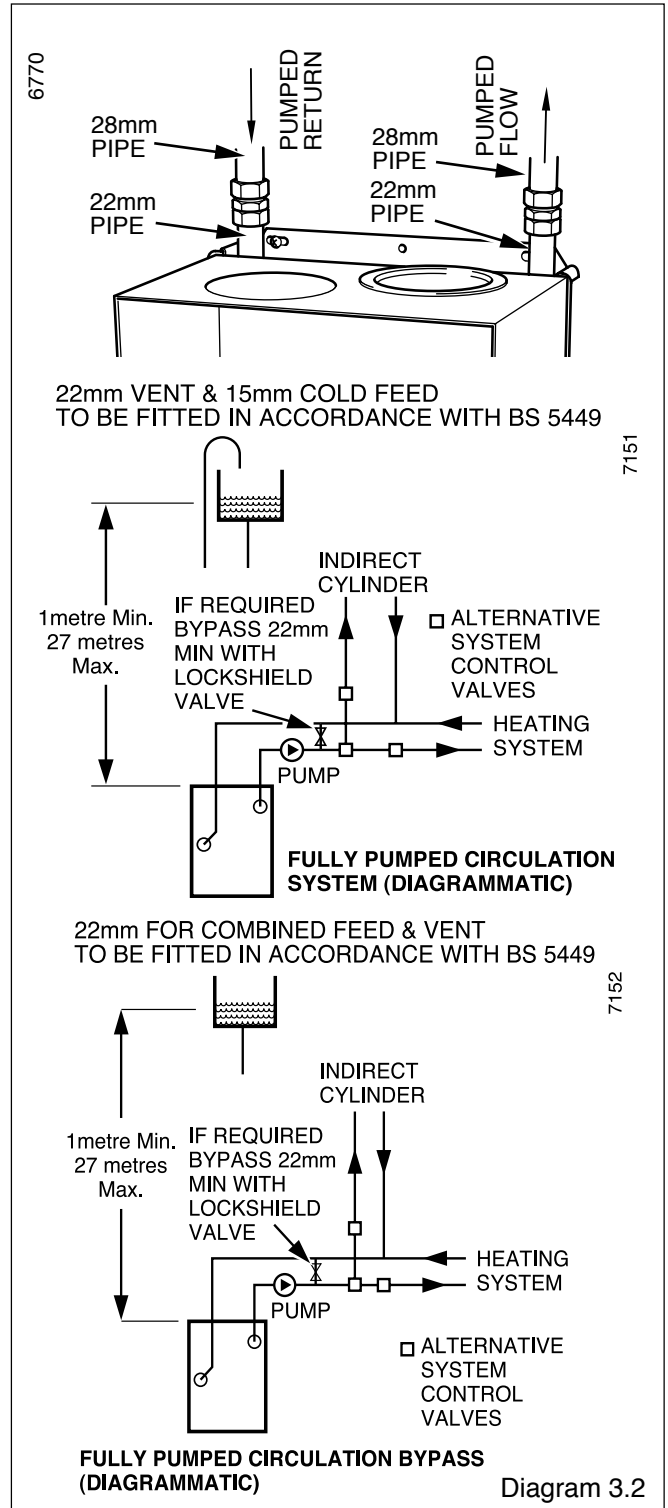 6770
28mm
PIPE
PUMPED
RETURN
22mm
PIPE
28mm
PIPE
PUMPED
FLOW
22mm
PIPE
22mm VENT & 15mm COLD FEED
TO BE FITTED IN ACCORDANCE WITH BS 5449
7151
1metre Min.
27 metres
Max.
IF REQUIRED
BYPASS 22mm
MIN WITH
LOCKSHIELD
VALVE
INDIRECT
CYLINDER
ALTERNATIVE
SYSTEM
CONTROL
VALVES
HEATING
SYSTEM
PUMP
FULLY PUMPED CIRCULATION
SYSTEM (DIAGRAMMATIC)
22mm FOR COMBINED FEED & VENT
TO BE FITTED IN ACCORDANCE WITH BS 5449
7152
1metre Min.
27 metres
Max.
IF REQUIRED
BYPASS 22mm
MIN WITH
LOCKSHIELD
VALVE
INDIRECT
CYLINDER
HEATING
SYSTEM
PUMP
ALTERNATIVE
SYSTEM
CONTROL
VALVES
FULLY PUMPED CIRCULATION BYPASS
(DIAGRAMMATIC)
Diagram 3.2